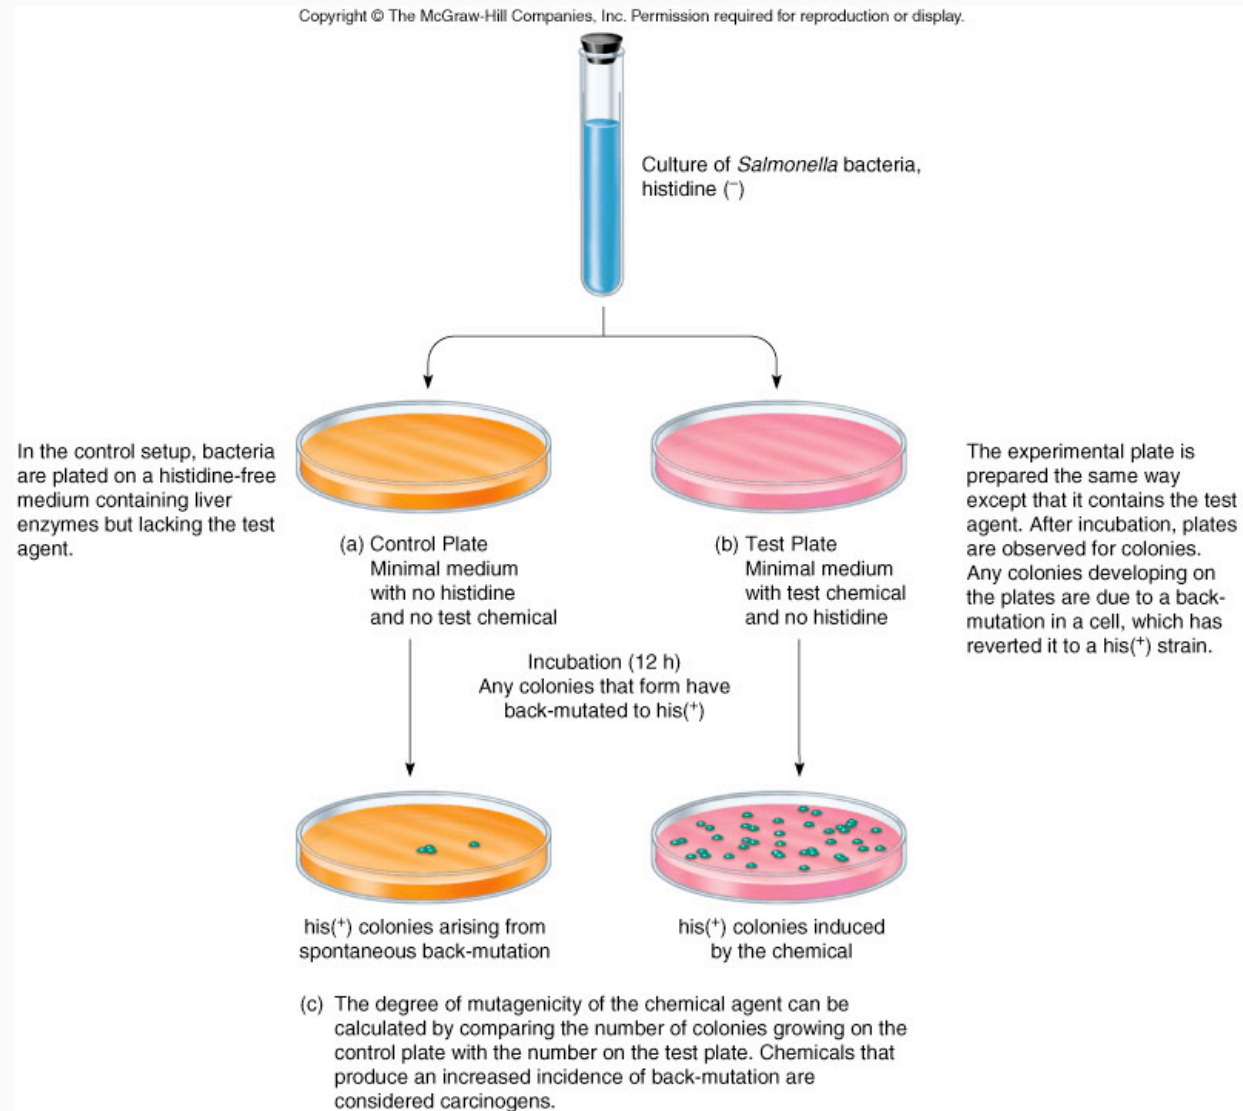 Copyright © The McGraw-Hill Companies, Inc. Permission required for reproduction or display.
Culture of Salmonella bacteria,
histidine (⁻)
In the control setup, bacteria
are plated on a histidine-free
medium containing liver
enzymes but lacking the test
agent.
(a) Control Plate
Minimal medium
with no histidine
and no test chemical
(b) Test Plate
Minimal medium
with test chemical
and no histidine
The experimental plate is
prepared the same way
except that it contains the test
agent. After incubation, plates
are observed for colonies.
Any colonies developing on
the plates are due to a back-
mutation in a cell, which has
reverted it to a his(⁺) strain.
Incubation (12 h)
Any colonies that form have
back-mutated to his(⁺)
his(⁺) colonies arising from
spontaneous back-mutation
his(⁺) colonies induced
by the chemical
(c) The degree of mutagenicity of the chemical agent can be
calculated by comparing the number of colonies growing on the
control plate with the number on the test plate. Chemicals that
produce an increased incidence of back-mutation are
considered carcinogens.